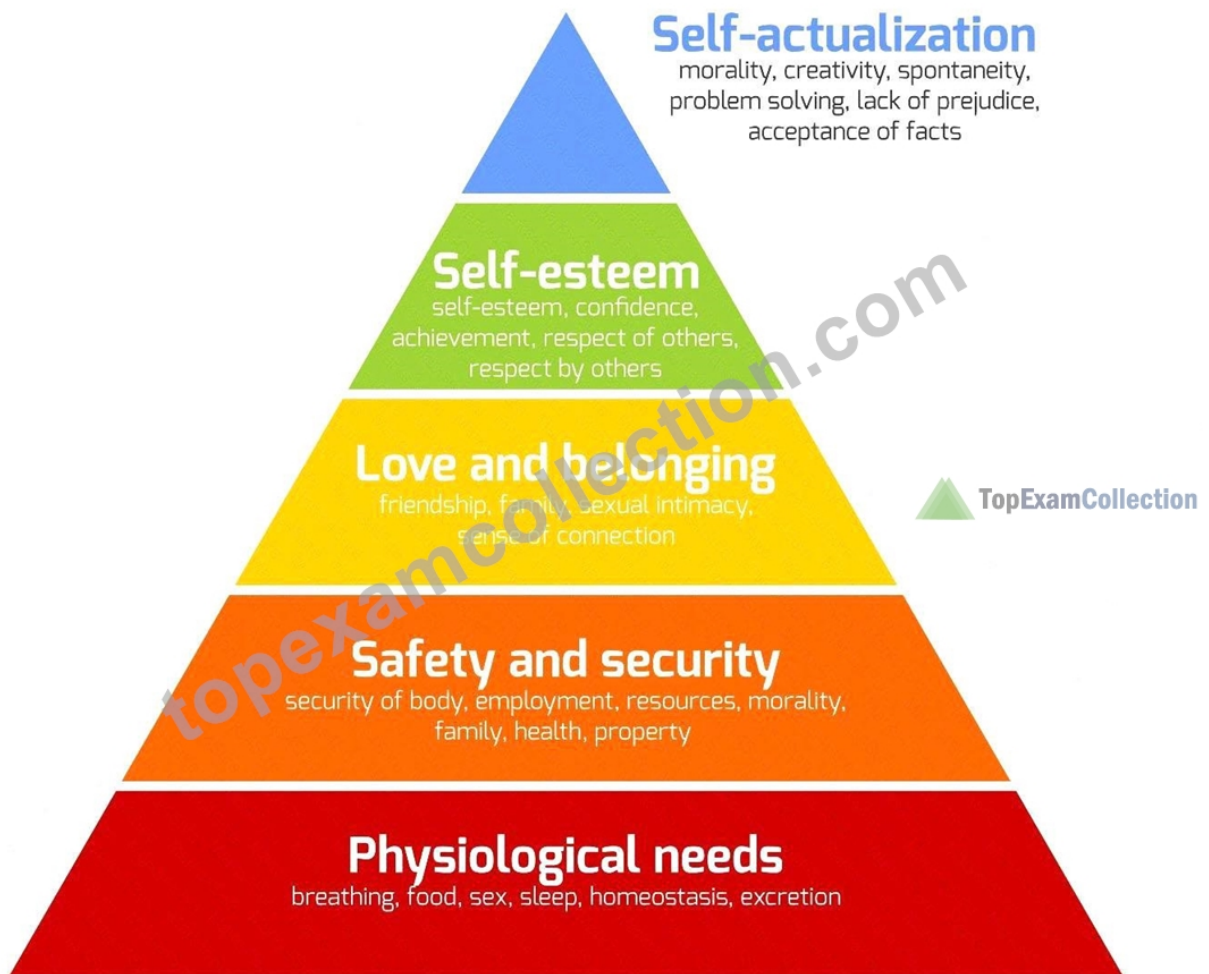 Self-actualization
morality, creativity, spontaneity,
problem solving, lack of prejudice,
acceptance of facts
Self-esteem
self-esteem, confidence,
achievement, respect of others,
respect by others
Love and belonging
friendship, family, sexual intimacy,
sense of connection
TopExamCollection
Safety and security
security of body, employment, resources, morality,
family, health, property
Physiological needs
breathing, food, sex, sleep, homeostasis, excretion
topexamcollection.com